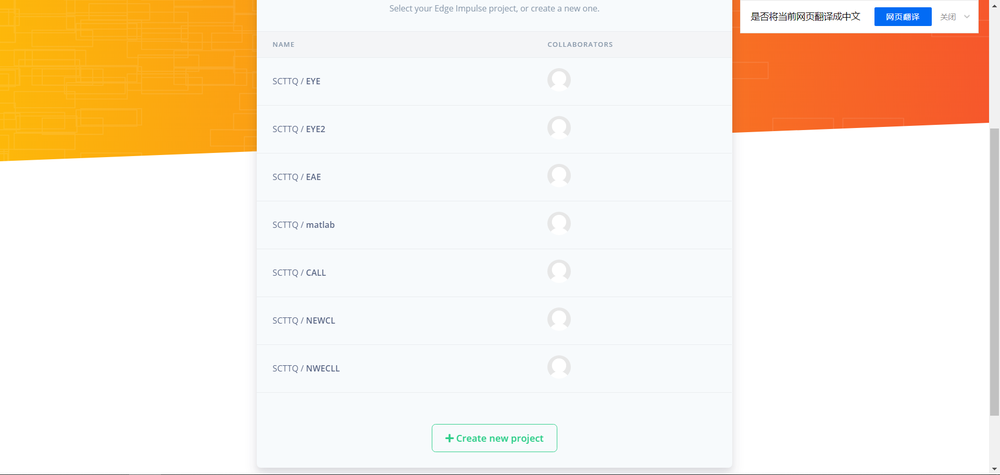 Select your Edge Impulse project, or create a new one.
是否将当前网页翻译成中文
网页翻译
关闭
NAME
COLLABORATORS
SCTTQ / EYE
SCTTQ / EYE2
SCTTQ / EAE
SCTTQ / matlab
SCTTQ / CALL
SCTTQ / NEWCL
SCTTQ / NWECLL
Create new project